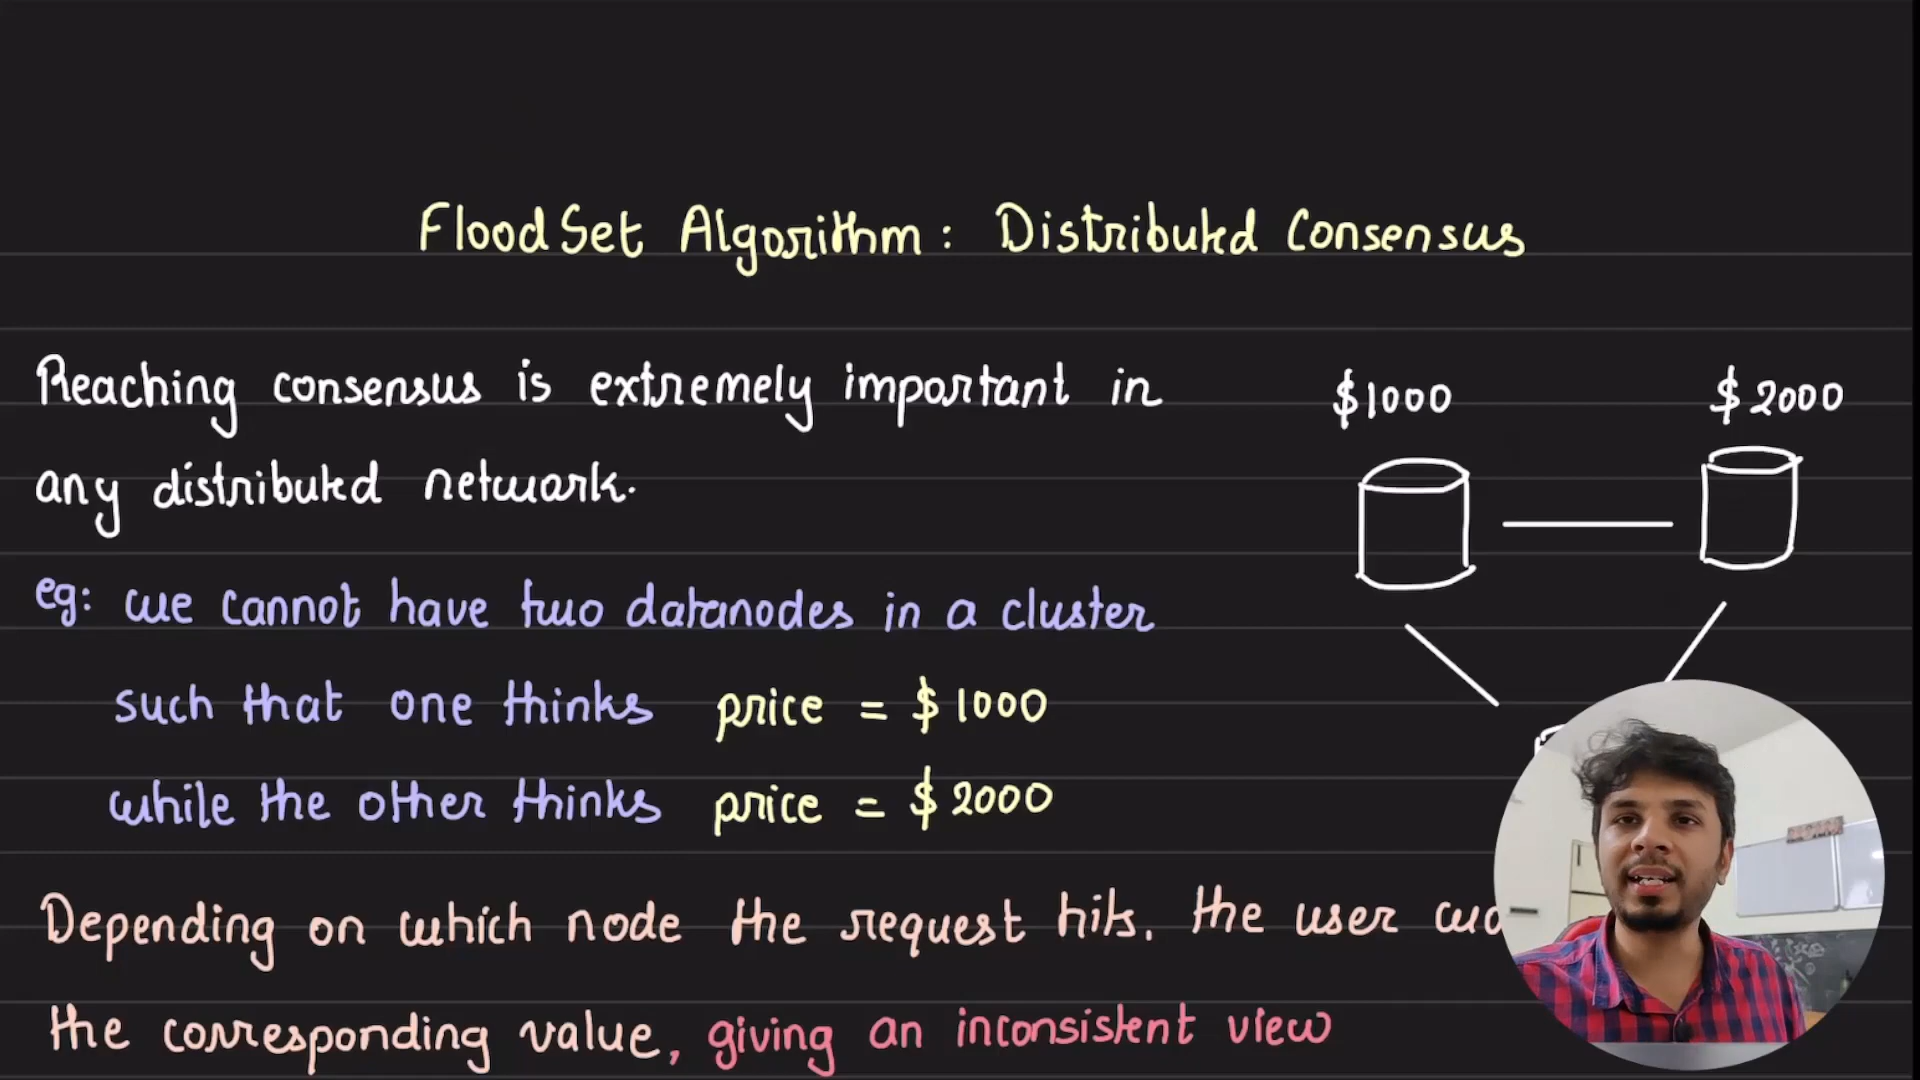 FloodSet Algorithm: Distributed Consensus
Reaching consensus is extremely important in
any distributed network.
$1000
$2000
eg: we cannot have two datanodes in a cluster
such that one thinks price = $1000
while the other thinks price = $2000
Depending on which node the request hits. the user
the corresponding value, giving an inconsistent view